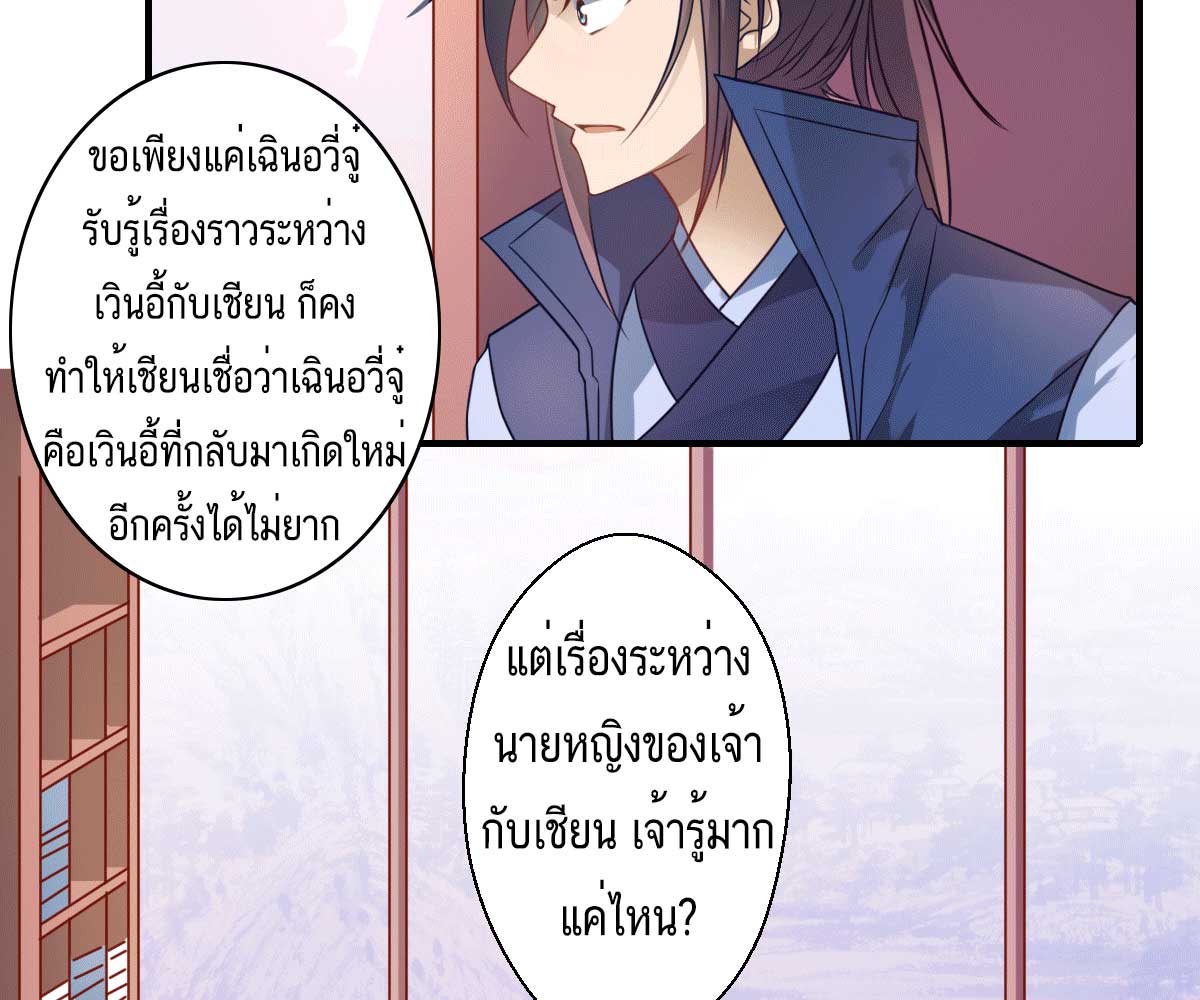 ขอเพียงแค่เฉินอวี่จู๋
รับรู้เรื่องราวระหว่าง
เวินอี้กับเชียน ก็คง
ทำให้เชียนเชื่อว่าเฉินอวี่จู๋
คือเวินอี้ที่กลับมาเกิดใหม่
อีกครั้งได้ไม่ยาก
แต่เรื่องระหว่าง
นายหญิงของเจ้า
กับเชียน เจ้ารู้มาก
แค่ไหน?